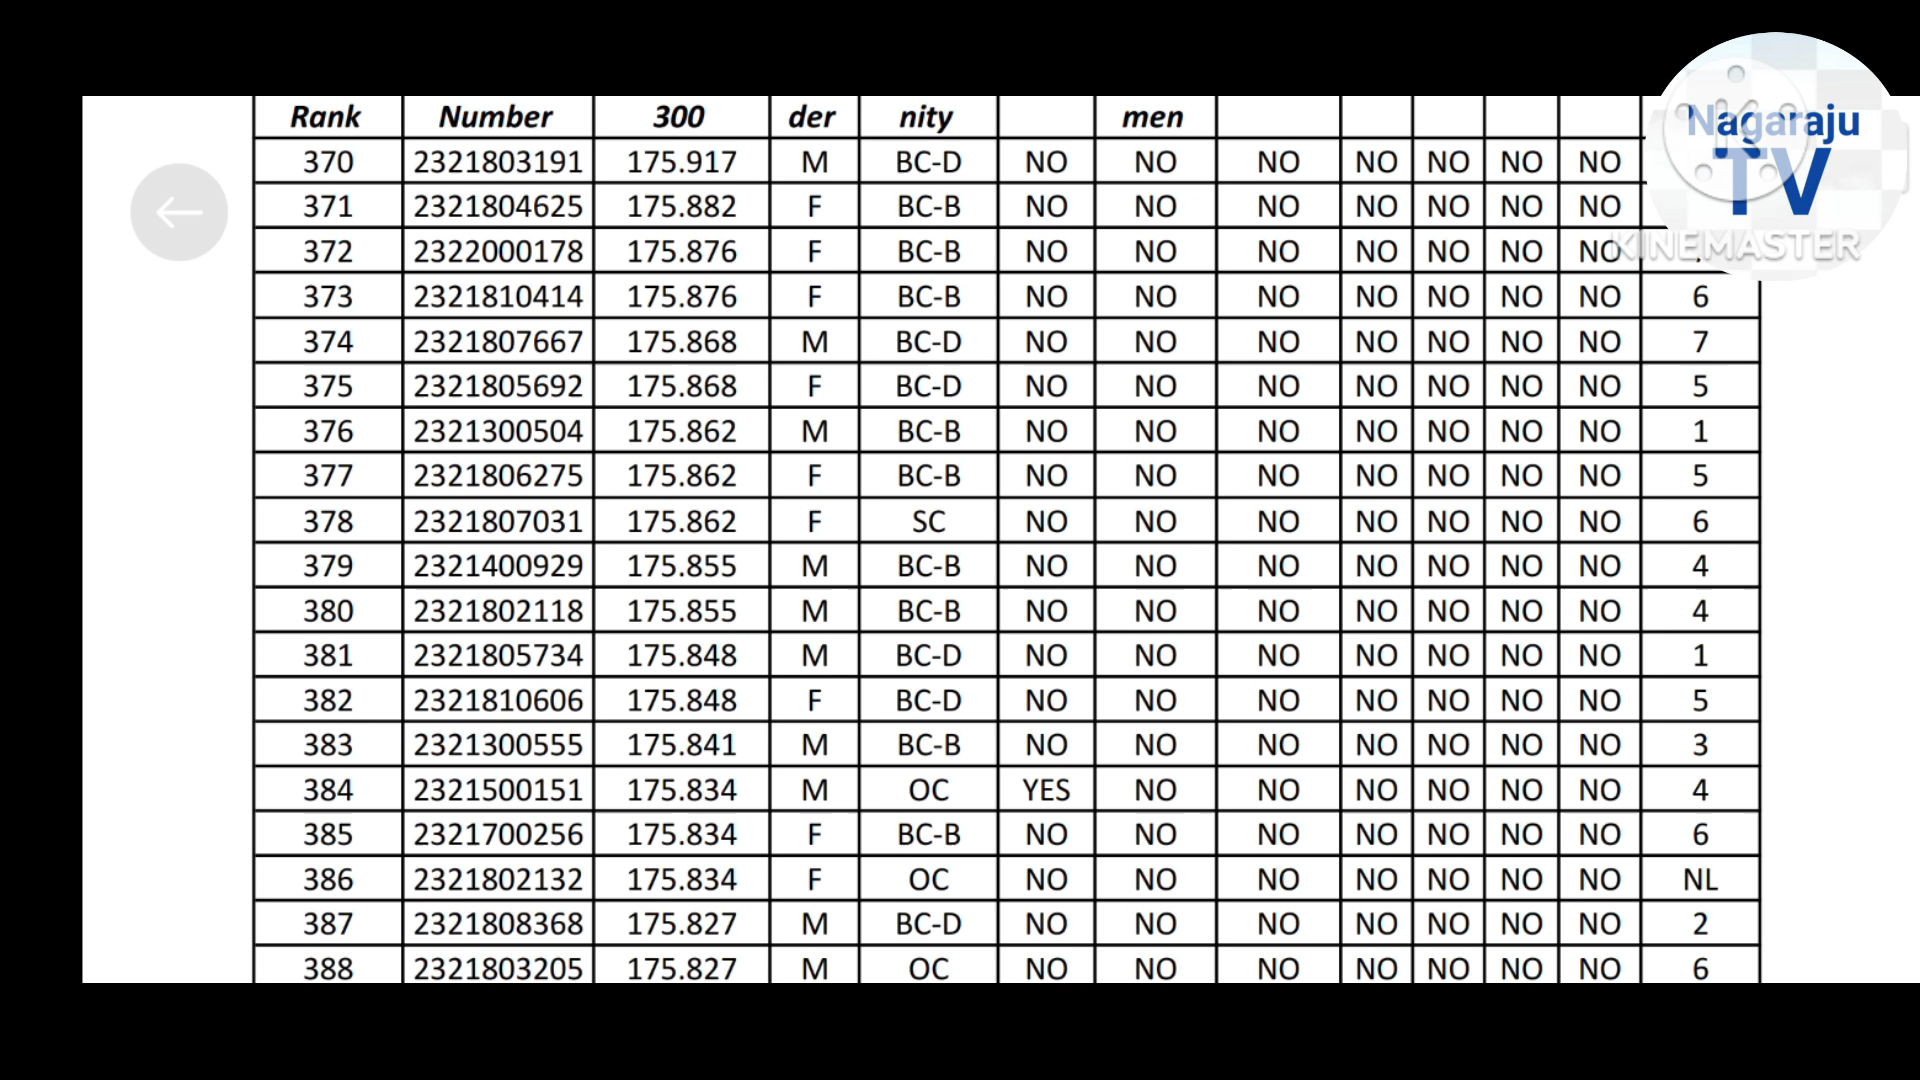 Rank Number 300 der nity men
370 2321803191 175.917 M BC-D NO NO NO NO NO NO NO
371 2321804625 175.882 F BC-B NO NO NO NO NO NO NO
372 2322000178 175.876 F BC-B NO NO NO NO NO NO NO
373 2321810414 175.876 F BC-B NO NO NO NO NO NO NO 6
374 2321807667 175.868 M BC-D NO NO NO NO NO NO NO 7
375 2321805692 175.868 F BC-D NO NO NO NO NO NO NO 5
376 2321300504 175.862 M BC-B NO NO NO NO NO NO NO 1
377 2321806275 175.862 F BC-B NO NO NO NO NO NO NO 5
378 2321807031 175.862 F SC NO NO NO NO NO NO NO 6
379 2321400929 175.855 M BC-B NO NO NO NO NO NO NO 4
380 2321802118 175.855 M BC-B NO NO NO NO NO NO NO 4
381 2321805734 175.848 M BC-D NO NO NO NO NO NO NO 1
382 2321810606 175.848 F BC-D NO NO NO NO NO NO NO 5
383 2321300555 175.841 M BC-B NO NO NO NO NO NO NO 3
384 2321500151 175.834 M OC YES NO NO NO NO NO NO 4
385 2321700256 175.834 F BC-B NO NO NO NO NO NO NO 6
386 2321802132 175.834 F OC NO NO NO NO NO NO NO NL
387 2321808368 175.827 M BC-D NO NO NO NO NO NO NO 2
388 2321803205 175.827 M OC NO NO NO NO NO NO NO 6
Nagaraju
TV
KINEMASTER